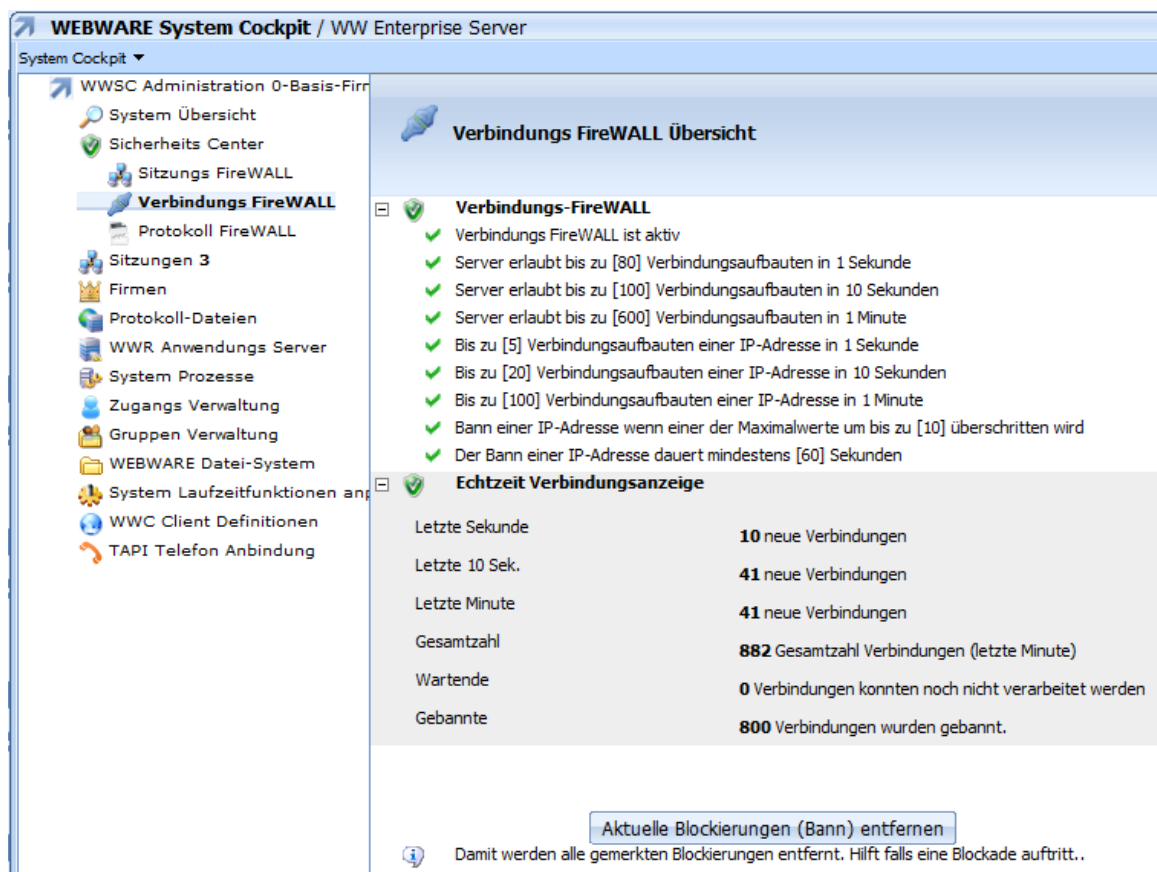 WEBWARE System Cockpit / WW Enterprise Server
System Cockpit
WWSC Administration 0-Basis-Firm
System Übersicht
Sicherheits Center
Sitzungs FireWALL
Verbindungs FireWALL
Protokoll FireWALL
Sitzungen 3
Firmen
Protokoll-Dateien
WWR Anwendungs Server
System Prozesse
Zugangs Verwaltung
Gruppen Verwaltung
WEBWARE Datei-System
System Laufzeitfunktionen anp
WWC Client Definitionen
TAPI Telefon Anbindung
Verbindungs FireWALL Übersicht
Verbindungs-FireWALL
Verbindungs FireWALL ist aktiv
Server erlaubt bis zu [80] Verbindungsaufbauten in 1 Sekunde
Server erlaubt bis zu [100] Verbindungsaufbauten in 10 Sekunden
Server erlaubt bis zu [600] Verbindungsaufbauten in 1 Minute
Bis zu [5] Verbindungsaufbauten einer IP-Adresse in 1 Sekunde
Bis zu [20] Verbindungsaufbauten einer IP-Adresse in 10 Sekunden
Bis zu [100] Verbindungsaufbauten einer IP-Adresse in 1 Minute
Bann einer IP-Adresse wenn einer der Maximalwerte um bis zu [10] überschritten wird
Der Bann einer IP-Adresse dauert mindestens [60] Sekunden
Echtzeit Verbindungsanzeige
Letzte Sekunde 10 neue Verbindungen
Letzte 10 Sek. 41 neue Verbindungen
Letzte Minute 41 neue Verbindungen
Gesamtzahl 882 Gesamtzahl Verbindungen (letzte Minute)
Wartende 0 Verbindungen konnten noch nicht verarbeitet werden
Gebannte 800 Verbindungen wurden gebannt.
Aktuelle Blockierungen (Bann) entfernen
Damit werden alle gemerkten Blockierungen entfernt. Hilft falls eine Blockade auftritt..